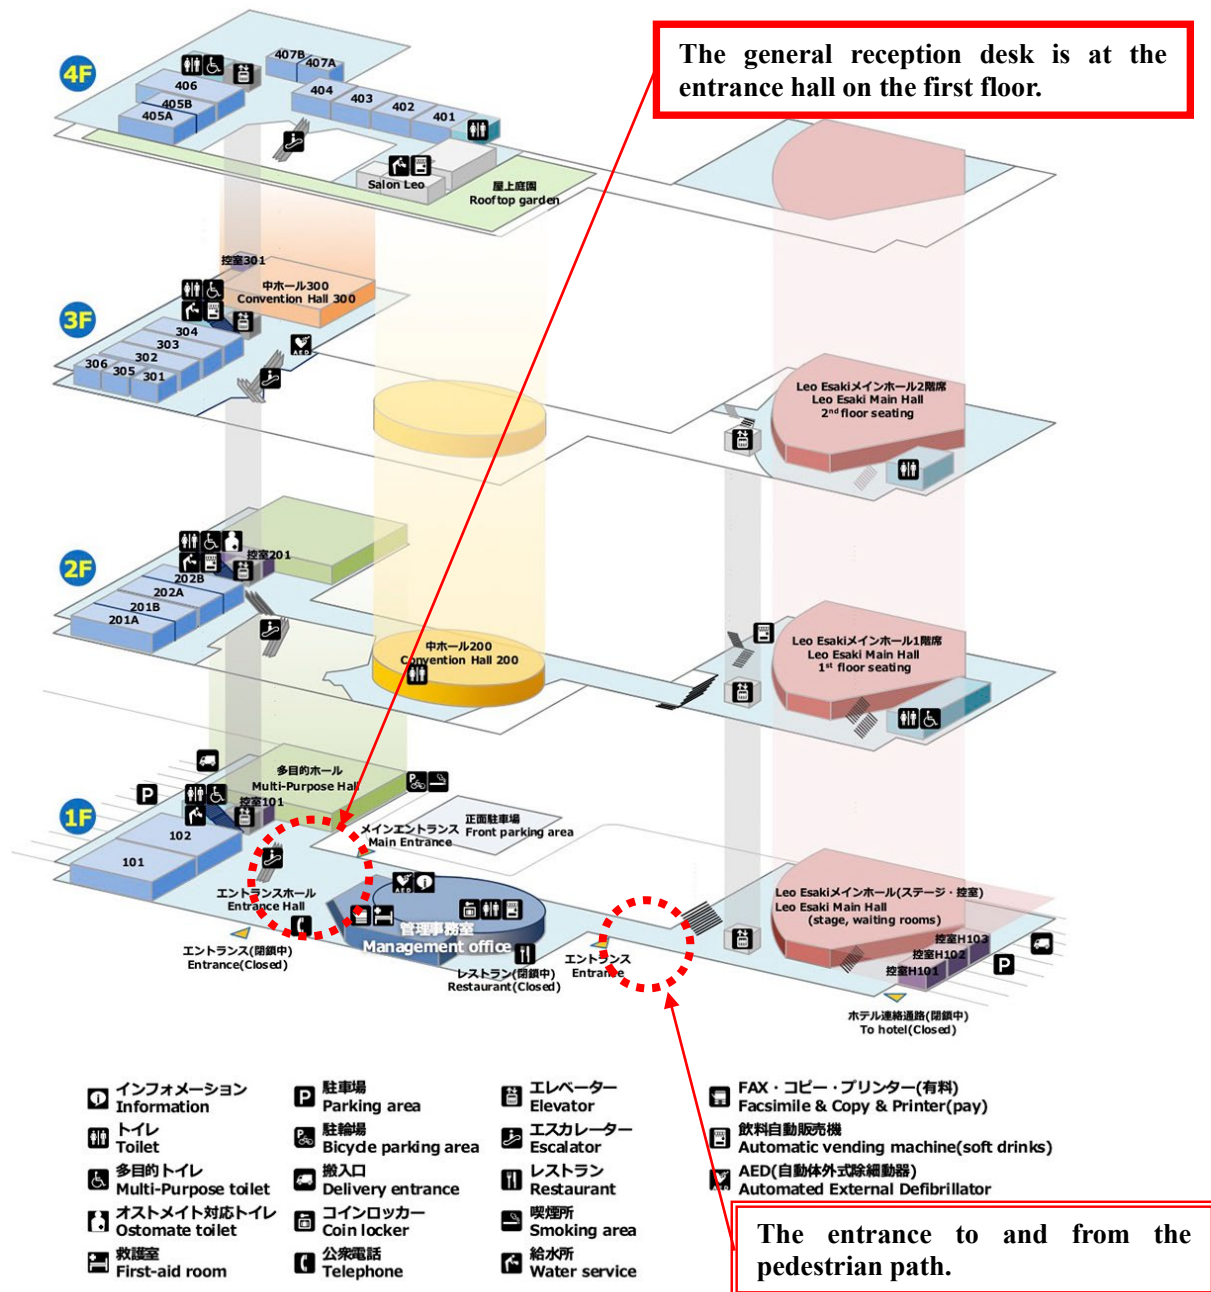 The general reception desk is at the
entrance hall on the first floor.
4F
407B
407A
406
405B
405A
404
403
402
401
Salon Leo
屋上庭園
Rooftop garden
控室301
中ホール300
Convention Hall 300
3F
304
303
302
306
305
301
AED
Leo Esakiメインホール2階席
Leo Esaki Main Hall
2nd floor seating
2F
控室201
202B
202A
201B
201A
中ホール200
Convention Hall 200
Leo Esakiメインホール1階席
Leo Esaki Main Hall
1st floor seating
多目的ホール
Multi-Purpose Hall
P
控室101
1F
102
101
P
メインエントランス
Main Entrance
正面駐車場
Front parking area
エントランスホール
Entrance Hall
AED
管理事務室
Management office
エントランス(閉鎖中)
Entrance(Closed)
レストラン(閉鎖中)
Restaurant(Closed)
エントランス
Entrance
Leo Esakiメインホール(ステージ・控室)
Leo Esaki Main Hall
(stage, waiting rooms)
控室H103
控室H102
控室H101
P
ホテル連絡通路(閉鎖中)
To hotel(Closed)
インフォメーション
Information
トイレ
Toilet
多目的トイレ
Multi-Purpose toilet
オストメイト対応トイレ
Ostomate toilet
救護室
First-aid room
P
駐車場
Parking area
P
駐輪場
Bicycle parking area
搬入口
Delivery entrance
コインロッカー
Coin locker
公衆電話
Telephone
エレベーター
Elevator
エスカレーター
Escalator
レストラン
Restaurant
喫煙所
Smoking area
給水所
Water service
FAX・コピー・プリンター(有料)
Facsimile & Copy & Printer(pay)
飲料自動販売機
Automatic vending machine(soft drinks)
AED
AED(自動体外式除細動器)
Automated External Defibrillator
The entrance to and from the
pedestrian path.